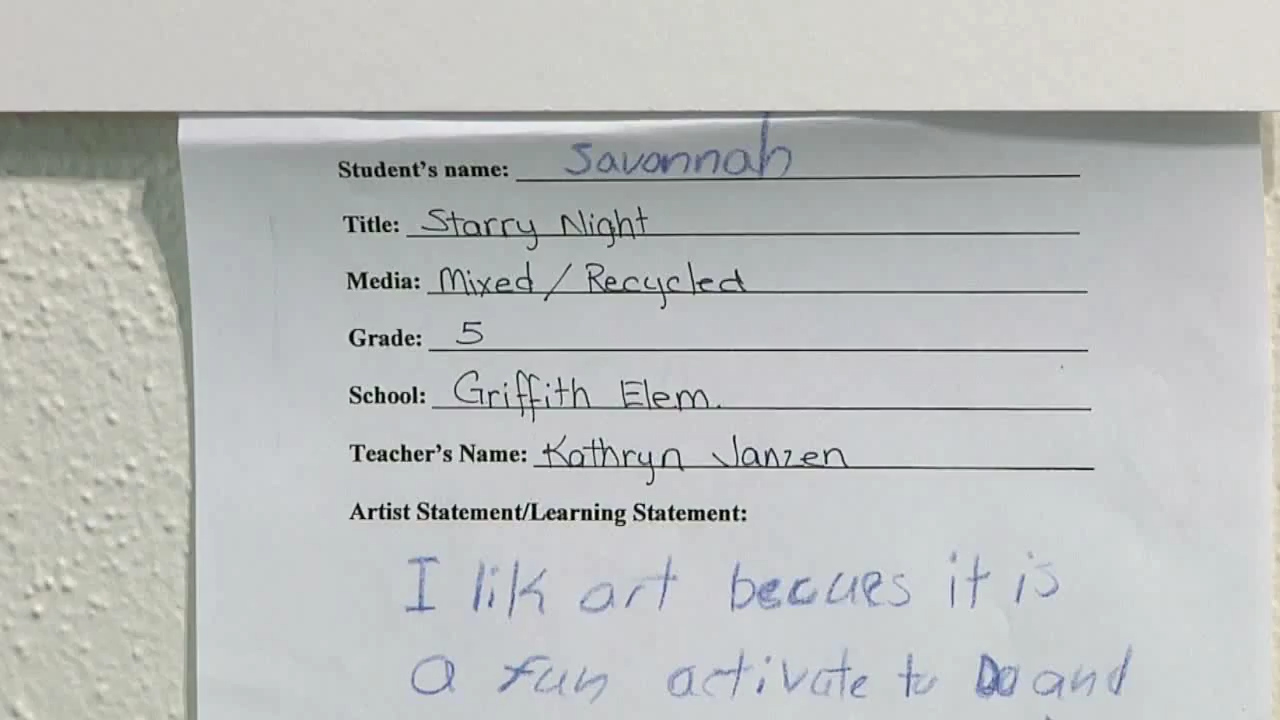 Student's name: Savannah
Title: Starry Night
Media: Mixed / Recycled
Grade: 5
School: Griffith Elem.
Teacher's Name: Kathryn Janzen
Artist Statement/Learning Statement:
I lik art becues it is
a fun activate to Do and